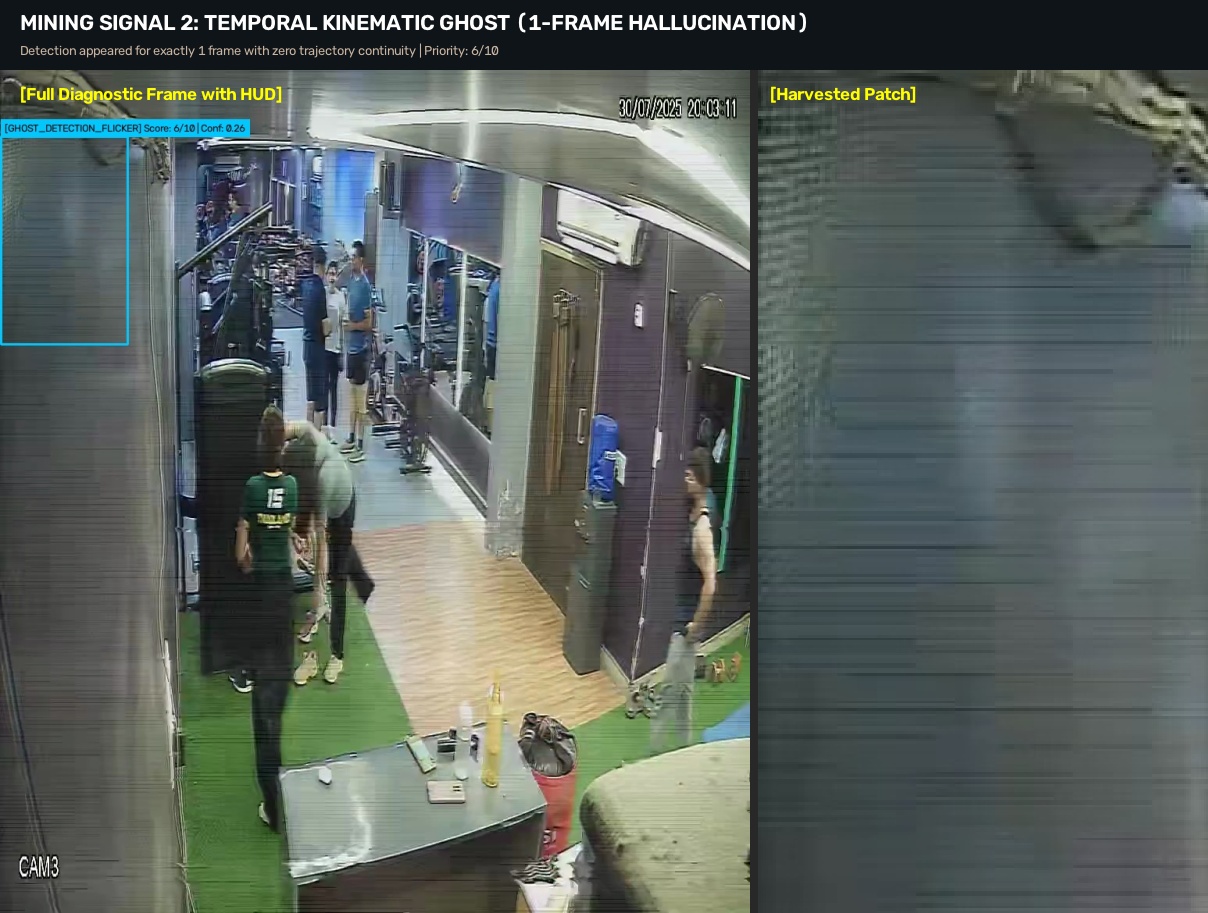 MINING SIGNAL 2: TEMPORAL KINEMATIC GHOST (1-FRAME HALLUCINATION)
Detection appeared for exactly 1 frame with zero trajectory continuity | Priority: 6/10
[Full Diagnostic Frame with HUD]
[Harvested Patch]
30/07/2025 20:03:11
[GHOST_DETECTION_FLICKER] Score: 6/10 | Conf: 0.26
15
CAM3